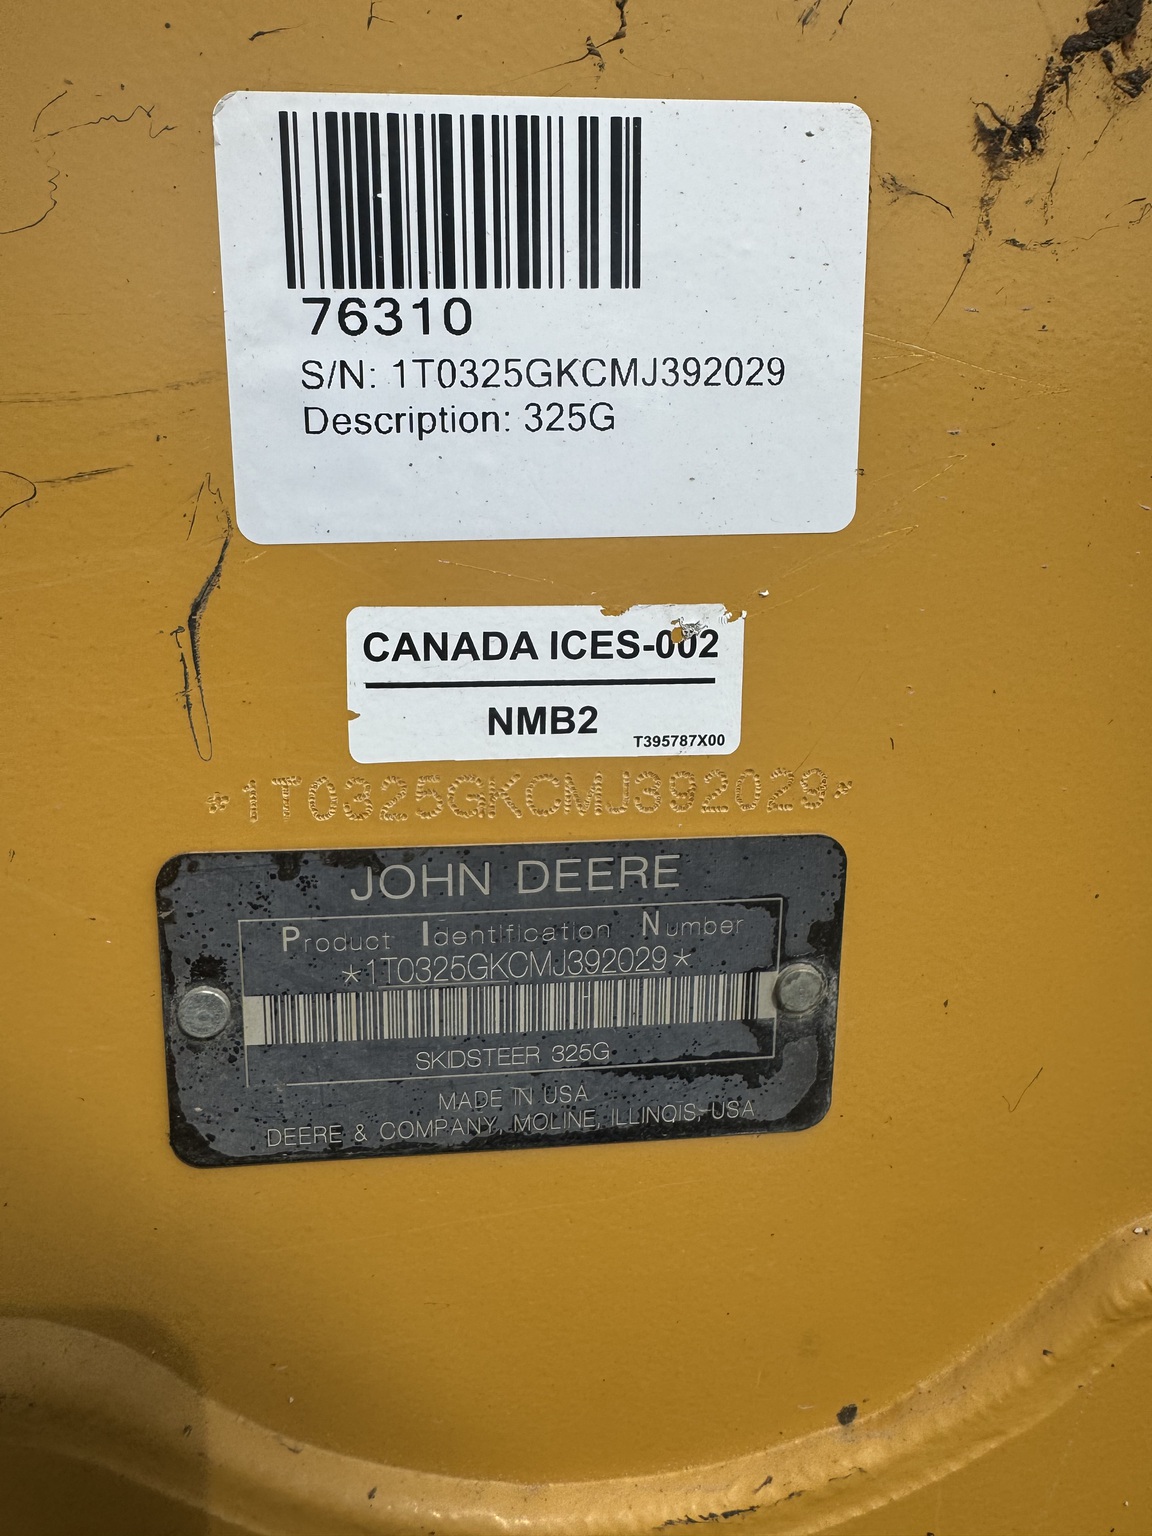 76310
S/N: 1T0325GKCMJ392029
Description: 325G
CANADA ICES-002
NMB2
T395787X00
*1T0325GKCMJ392029*
JOHN DEERE
Product Identification Number
*1T0325GKCMJ392029*
SKIDSTEER 325G
MADE IN USA
DEERE & COMPANY, MOLINE, ILLINOIS, USA